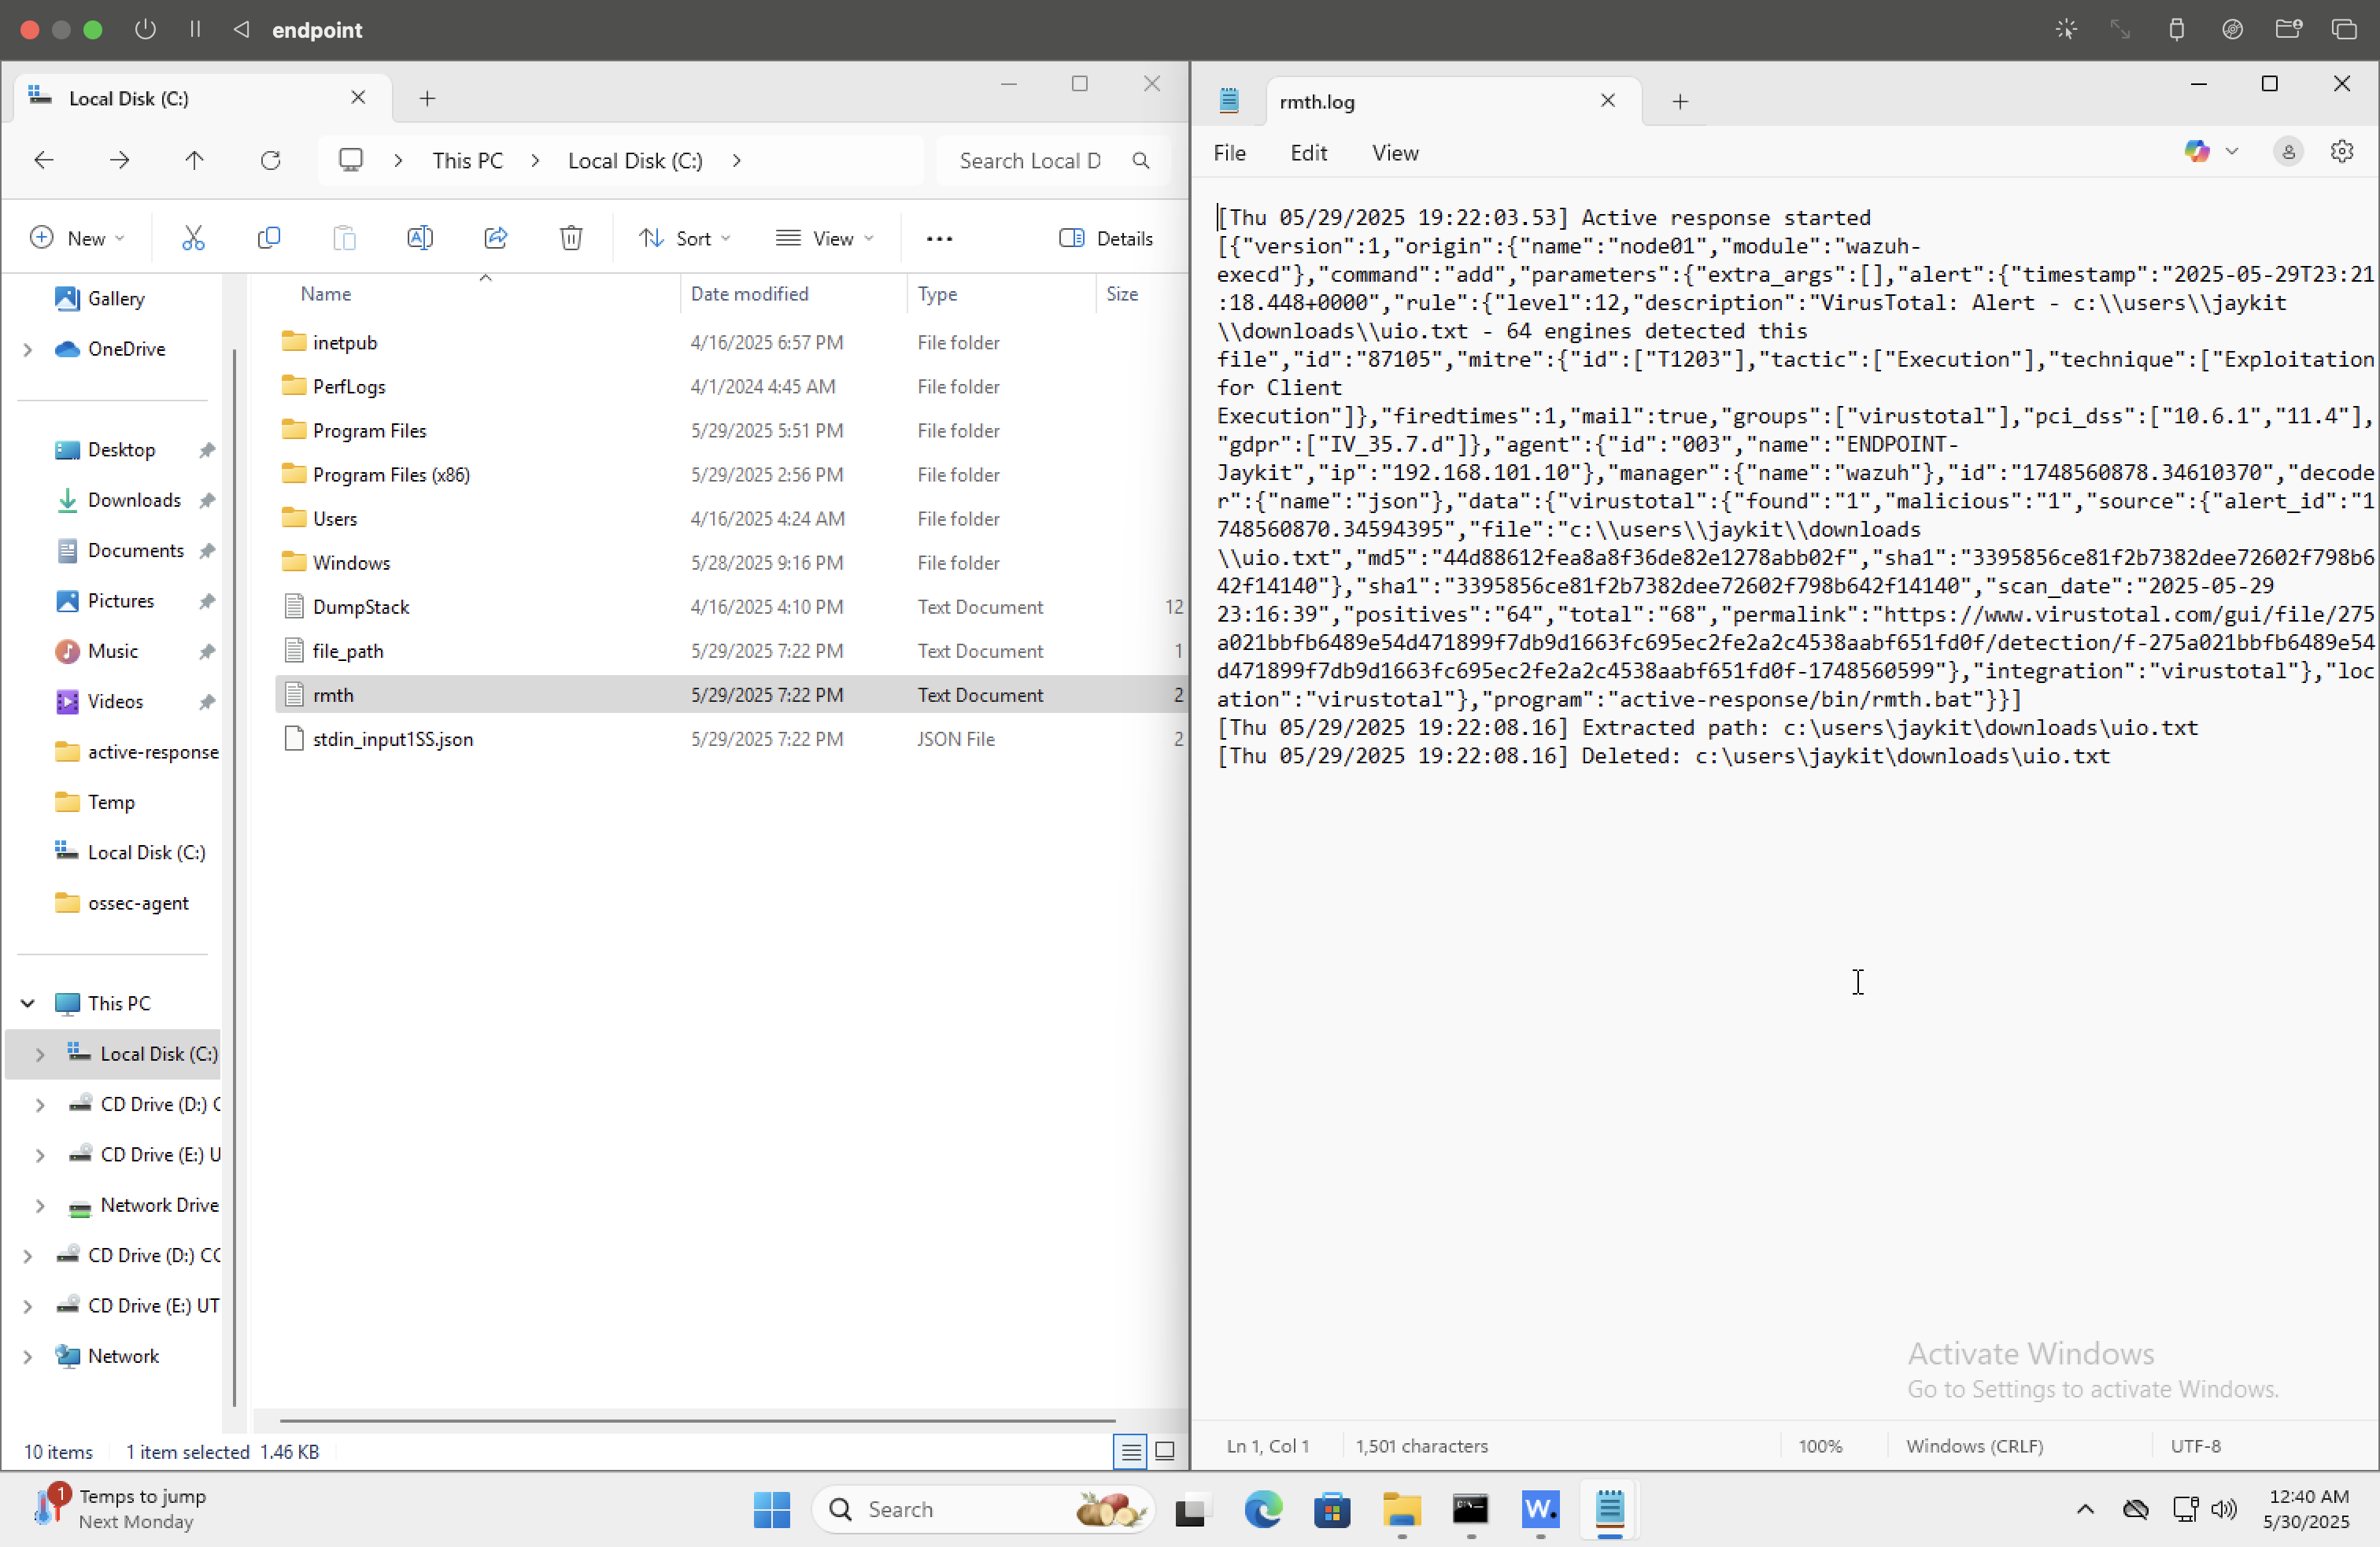 endpoint
Local Disk (C:)
This PC
Local Disk (C:)
Search Local D
New
Sort
View
Details
Name
Date modified
Type
Size
Gallery
OneDrive
Desktop
Downloads
Documents
Pictures
Music
Videos
active-response
Temp
Local Disk (C:)
ossec-agent
This PC
Local Disk (C:)
CD Drive (D:) C
CD Drive (E:) U
Network Drive
CD Drive (D:) CC
CD Drive (E:) UT
Network
inetpub 4/16/2025 6:57 PM File folder
PerfLogs 4/1/2024 4:45 AM File folder
Program Files 5/29/2025 5:51 PM File folder
Program Files (x86) 5/29/2025 2:56 PM File folder
Users 4/16/2025 4:24 AM File folder
Windows 5/28/2025 9:16 PM File folder
DumpStack 4/16/2025 4:10 PM Text Document 12
file_path 5/29/2025 7:22 PM Text Document 1
rmth 5/29/2025 7:22 PM Text Document 2
stdin_input1SS.json 5/29/2025 7:22 PM JSON File 2
10 items 1 item selected 1.46 KB
rmth.log
File Edit View
[Thu 05/29/2025 19:22:03.53] Active response started
[{"version":1,"origin":{"name":"node01","module":"wazuh-
execd"},"command":"add","parameters":{"extra_args":[],"alert":{"timestamp":"2025-05-29T23:21
:18.448+0000","rule":{"level":12,"description":"VirusTotal: Alert - c:\\users\\jaykit
\\downloads\\uio.txt - 64 engines detected this
file","id":"87105","mitre":{"id":["T1203"],"tactic":["Execution"],"technique":["Exploitation
for Client
Execution"]},"firedtimes":1,"mail":true,"groups":["virustotal"],"pci_dss":["10.6.1","11.4"],
"gdpr":["IV_35.7.d"]},"agent":{"id":"003","name":"ENDPOINT-
Jaykit","ip":"192.168.101.10"},"manager":{"name":"wazuh"},"id":"1748560878.34610370","decode
r":{"name":"json"},"data":{"virustotal":{"found":"1","malicious":"1","source":{"alert_id":"1
748560870.34594395","file":"c:\\users\\jaykit\\downloads
\\uio.txt","md5":"44d88612fea8a8f36de82e1278abb02f","sha1":"3395856ce81f2b7382dee72602f798b6
42f14140"},"sha1":"3395856ce81f2b7382dee72602f798b642f14140","scan_date":"2025-05-29
23:16:39","positives":"64","total":"68","permalink":"https://www.virustotal.com/gui/file/275
a021bbfb6489e54d471899f7db9d1663fc695ec2fe2a2c4538aabf651fd0f/detection/f-275a021bbfb6489e54
d471899f7db9d1663fc695ec2fe2a2c4538aabf651fd0f-1748560599"},"integration":"virustotal"},"loc
ation":"virustotal"},"program":"active-response/bin/rmth.bat"}}]
[Thu 05/29/2025 19:22:08.16] Extracted path: c:\users\jaykit\downloads\uio.txt
[Thu 05/29/2025 19:22:08.16] Deleted: c:\users\jaykit\downloads\uio.txt
Activate Windows
Go to Settings to activate Windows.
Ln 1, Col 1 1,501 characters 100% Windows (CRLF) UTF-8
1
Temps to jump
Next Monday
Search
W.
12:40 AM
5/30/2025